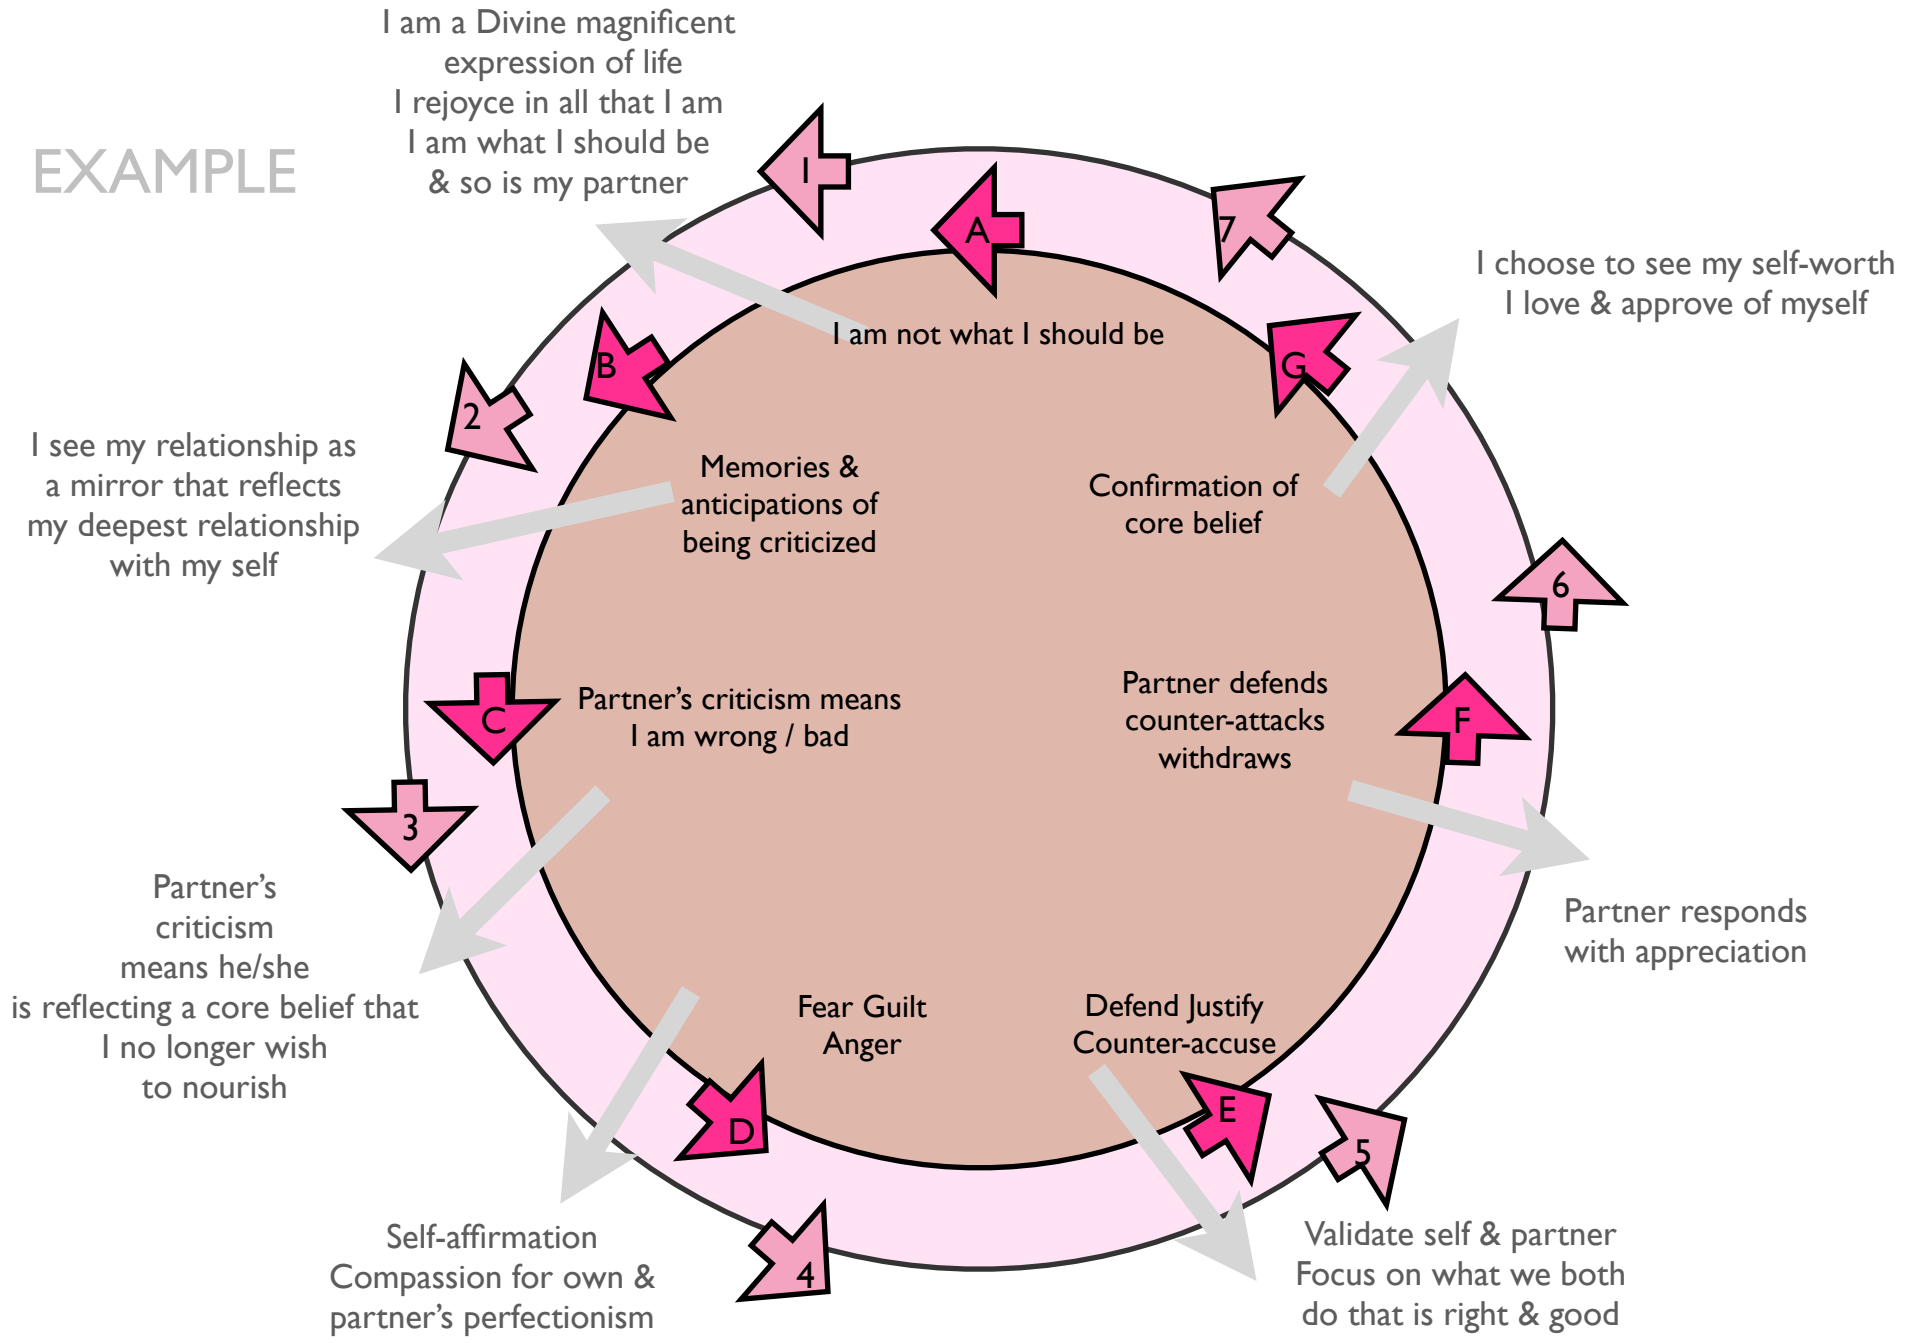 EXAMPLE
I am a Divine magnificent
expression of life
I rejoyce in all that I am
I am what I should be
& so is my partner
1
A
7
I choose to see my self-worth
I love & approve of myself
I am not what I should be
B
G
2
I see my relationship as
a mirror that reflects
my deepest relationship
with my self
Memories &
anticipations of
being criticized
Confirmation of
core belief
6
C
Partner’s criticism means
I am wrong / bad
Partner defends
counter-attacks
withdraws
F
3
Partner’s
criticism
means he/she
is reflecting a core belief that
I no longer wish
to nourish
Partner responds
with appreciation
Fear Guilt
Anger
Defend Justify
Counter-accuse
D
E
5
4
Self-affirmation
Compassion for own &
partner’s perfectionism
Validate self & partner
Focus on what we both
do that is right & good